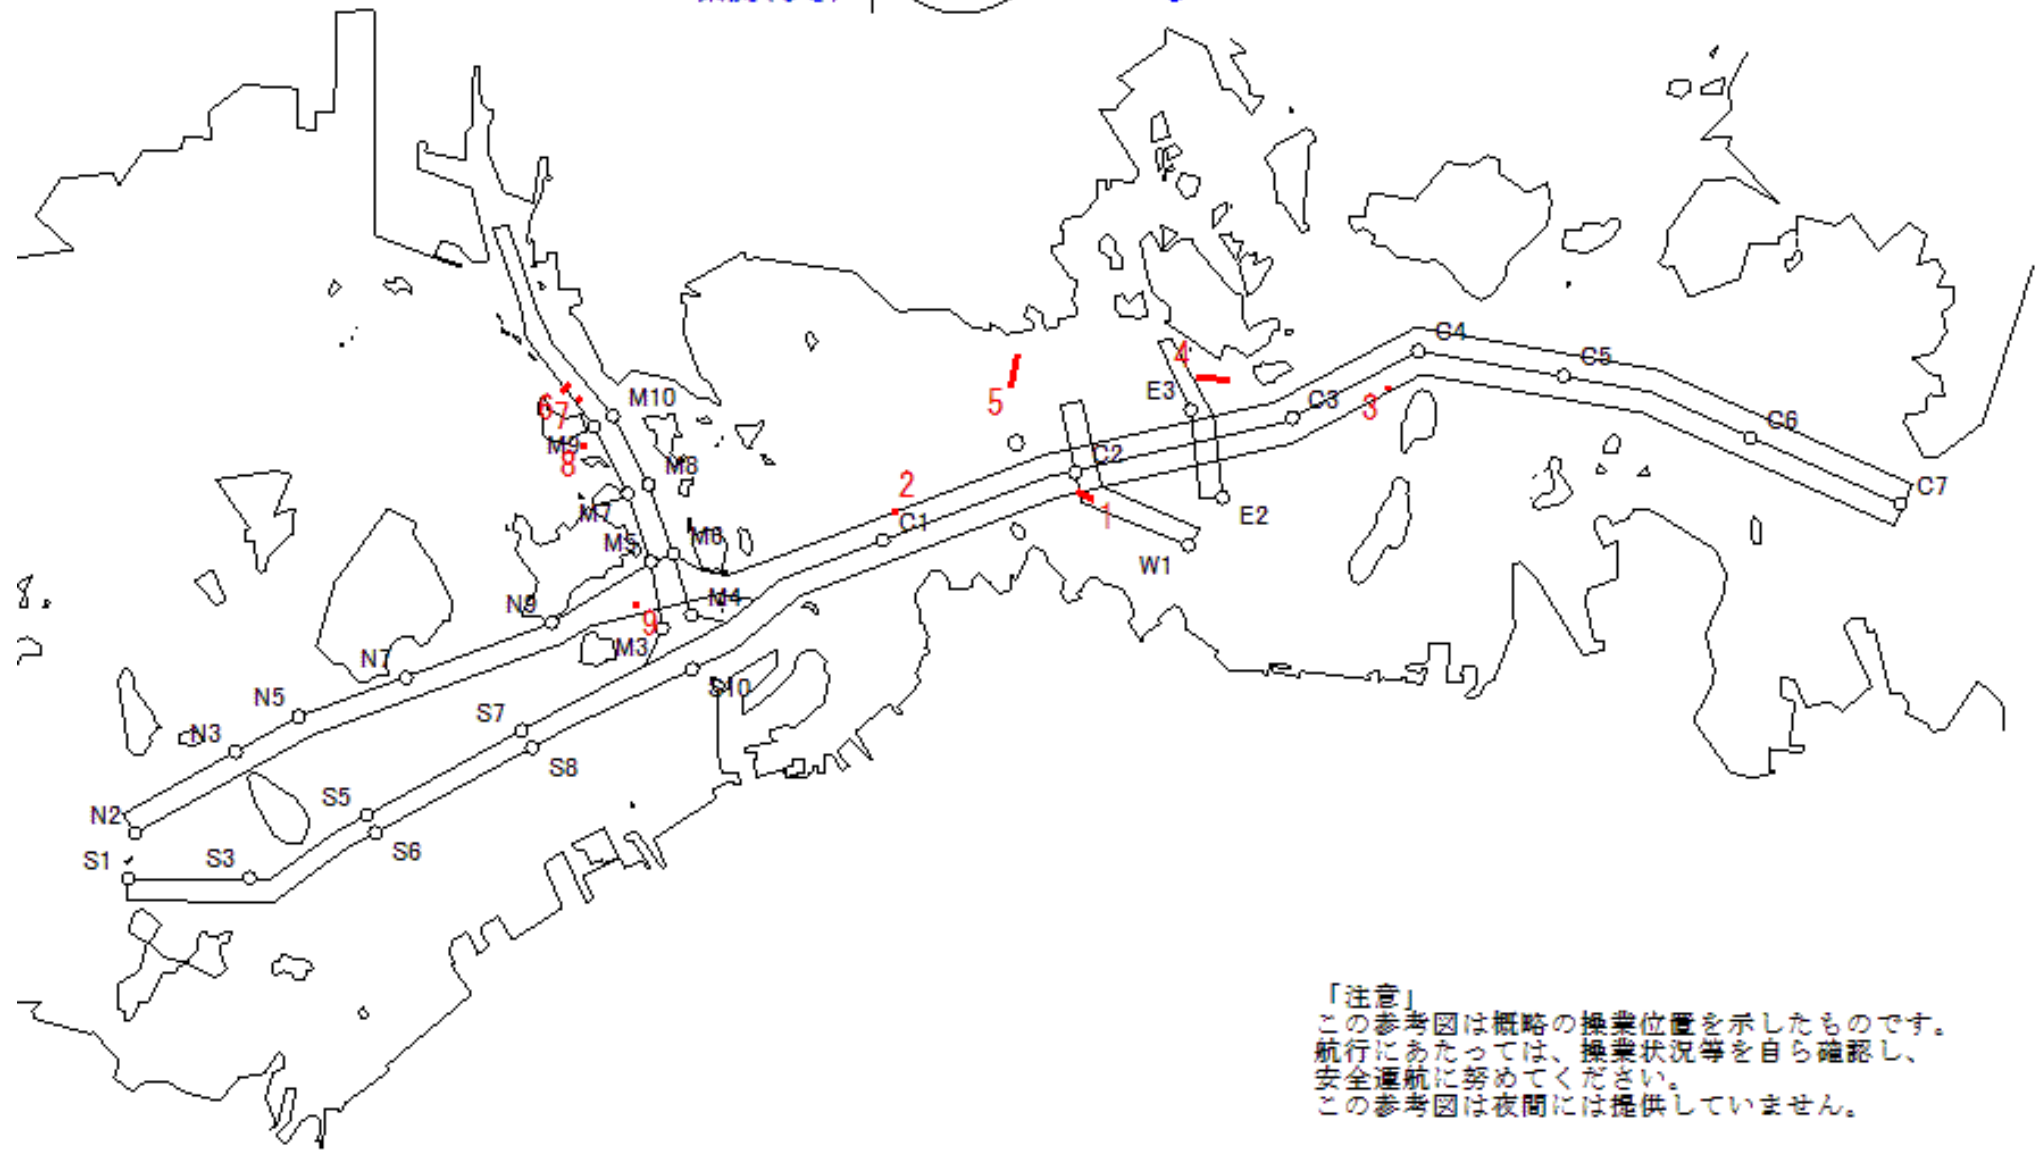 C4
C5
4
E3
5
M10
C3
3
6
7
M9
8
C6
C2
M8
2
C7
1
E2
M7
C1
M6
M5
W1
N9
M4
9
M3
N7
S10
N5
S7
N3
S8
S5
N2
S6
S1
S3
「注意」
この参考図は概略の操業位置を示したものです。
航行にあたっては、操業状況等を自ら確認し、
安全運航に努めてください。
この参考図は夜間には提供していません。